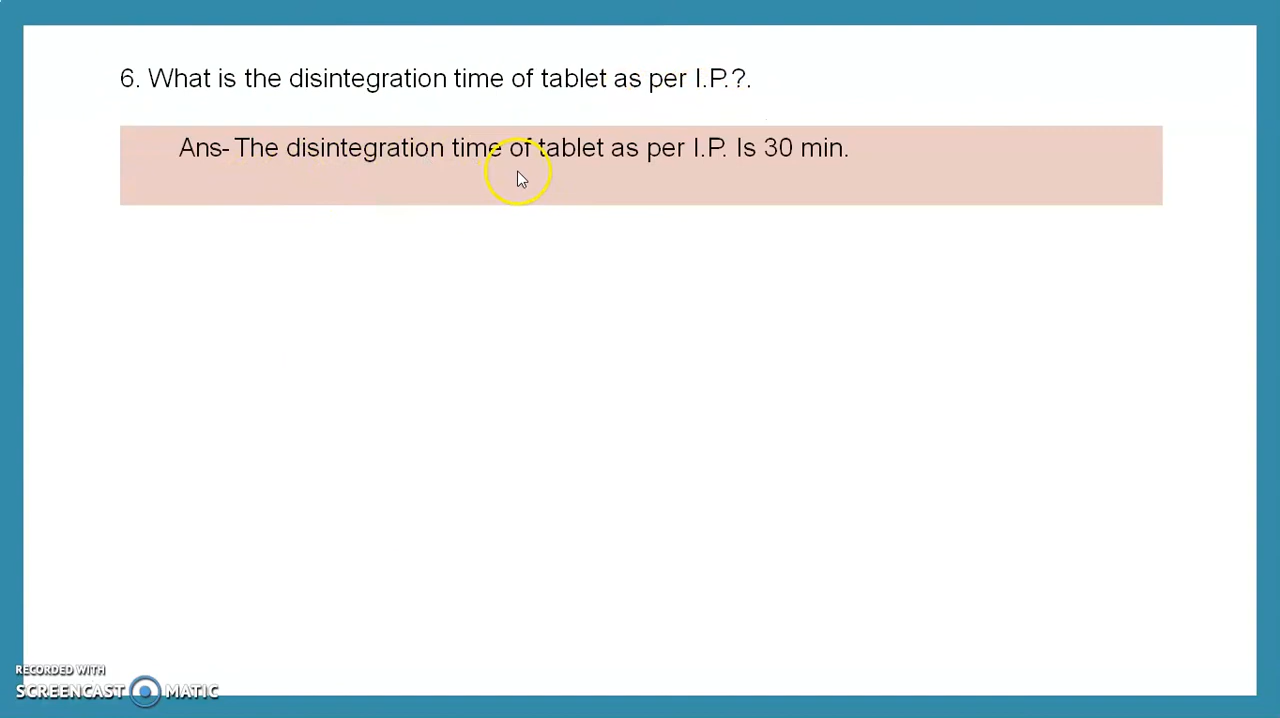 6. What is the disintegration time of tablet as per I.P.?.
Ans- The disintegration time of tablet as per I.P. Is 30 min.
RECORDED WITH
SCREENCAST MATIC